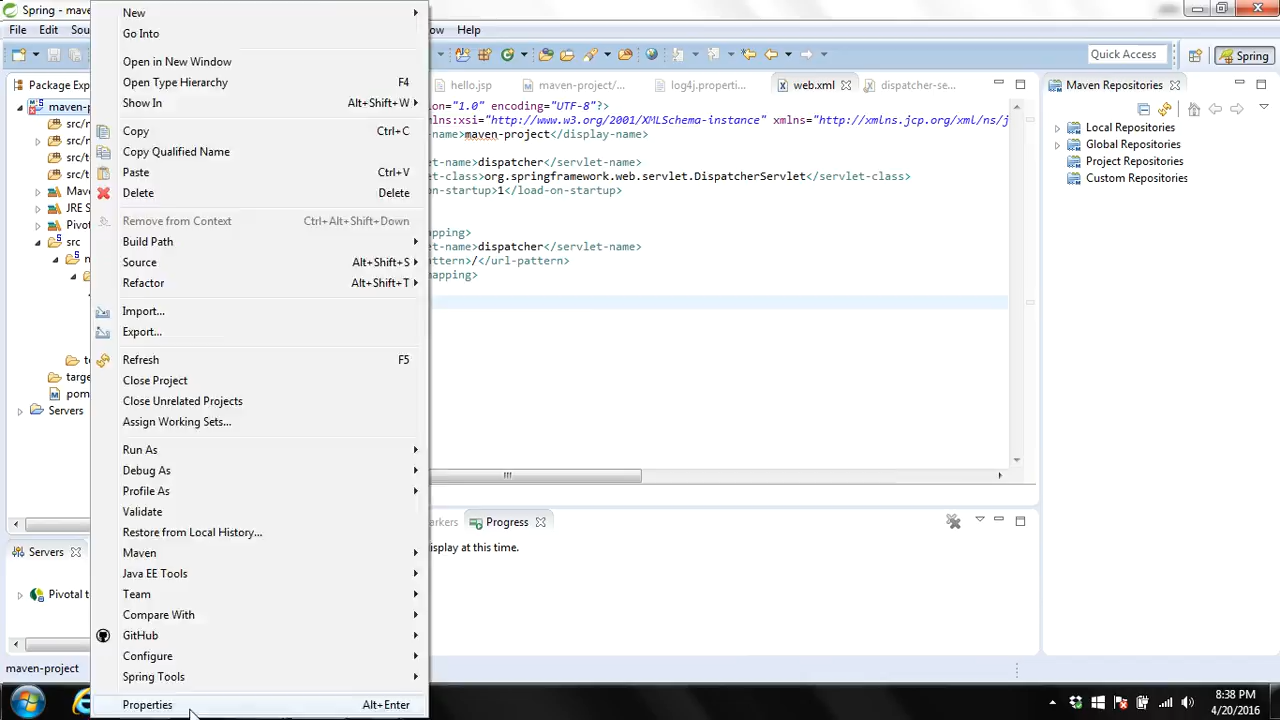 Spring - maven-p
File Edit Sou
ow Help
Quick Access
Spring
Package Exp
hello.jsp
maven-project/...
log4j.properti...
web.xml
dispatcher-se...
Maven Repositories
maven-p
src/
src/
src/t
src/t
Mav
JRE S
Pivot
src
targe
pom
Servers
New
Go Into
Open in New Window
Open Type Hierarchy F4
Show In Alt+Shift+W
Copy Ctrl+C
Copy Qualified Name
Paste Ctrl+V
Delete Delete
Remove from Context Ctrl+Alt+Shift+Down
Build Path
Source Alt+Shift+S
Refactor Alt+Shift+T
Import...
Export...
Refresh F5
Close Project
Close Unrelated Projects
Assign Working Sets...
Run As
Debug As
Profile As
Validate
Restore from Local History...
Maven
Java EE Tools
Team
Compare With
GitHub
Configure
Spring Tools
Properties Alt+Enter
ion="1.0" encoding="UTF-8"?>
lns:xsi="http://www.w3.org/2001/XMLSchema-instance" xmlns="http://xmlns.jcp.org/xml/ns/j
-name>maven-project</display-name>
et-name>dispatcher</servlet-name>
et-class>org.springframework.web.servlet.DispatcherServlet</servlet-class>
on-startup>1</load-on-startup>
apping>
et-name>dispatcher</servlet-name>
attern>/</url-pattern>
mapping>
Local Repositories
Global Repositories
Project Repositories
Custom Repositories
arkers
Progress
display at this time.
Servers
Pivotal t
maven-project
8:38 PM
4/20/2016